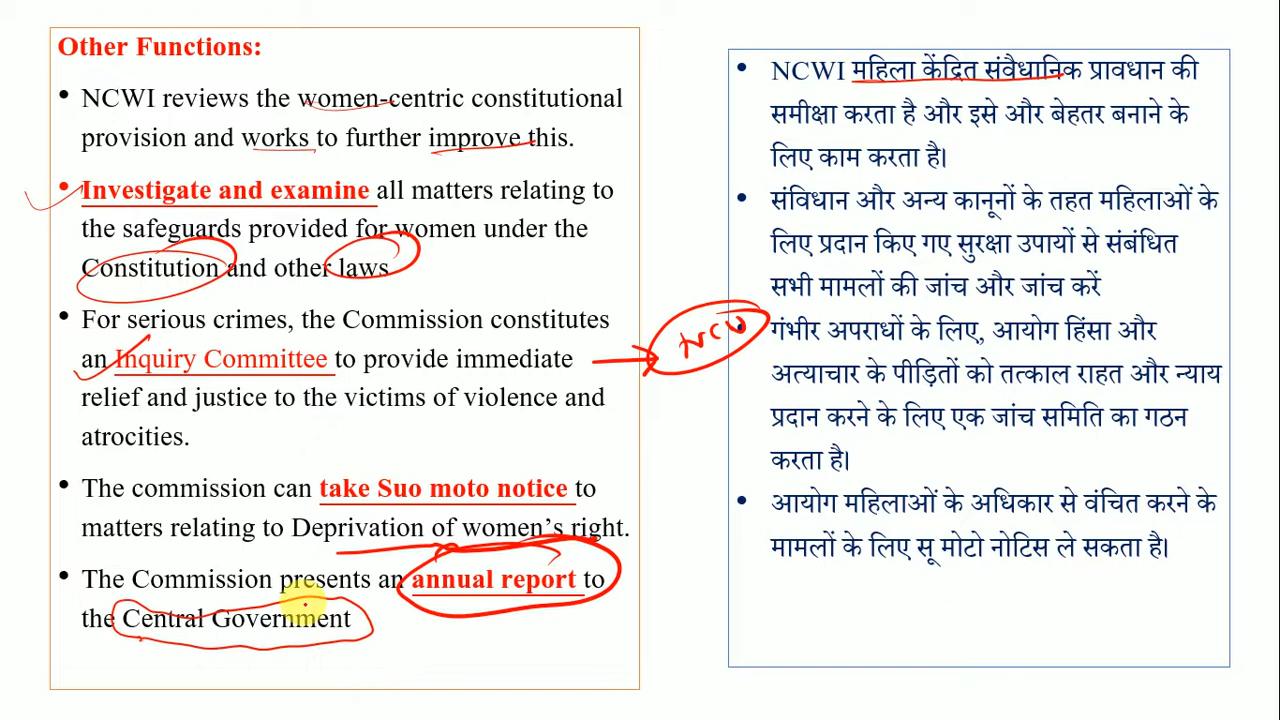 Other Functions:
• NCWI reviews the women-centric constitutional
provision and works to further improve this.
• Investigate and examine all matters relating to
the safeguards provided for women under the
Constitution and other laws
• For serious crimes, the Commission constitutes
an Inquiry Committee to provide immediate
relief and justice to the victims of violence and
atrocities.
• The commission can take Suo moto notice to
matters relating to Deprivation of women's right.
• The Commission presents an annual report to
the Central Government
NCW
• NCWI महिला केंद्रित संवैधानिक प्रावधान की
समीक्षा करता है और इसे और बेहतर बनाने के
लिए काम करता है।
• संविधान और अन्य कानूनों के तहत महिलाओं के
लिए प्रदान किए गए सुरक्षा उपायों से संबंधित
सभी मामलों की जांच और जांच करें
• गंभीर अपराधों के लिए, आयोग हिंसा और
अत्याचार के पीड़ितों को तत्काल राहत और न्याय
प्रदान करने के लिए एक जांच समिति का गठन
करता है।
• आयोग महिलाओं के अधिकार से वंचित करने के
मामलों के लिए सू मोटो नोटिस ले सकता है।